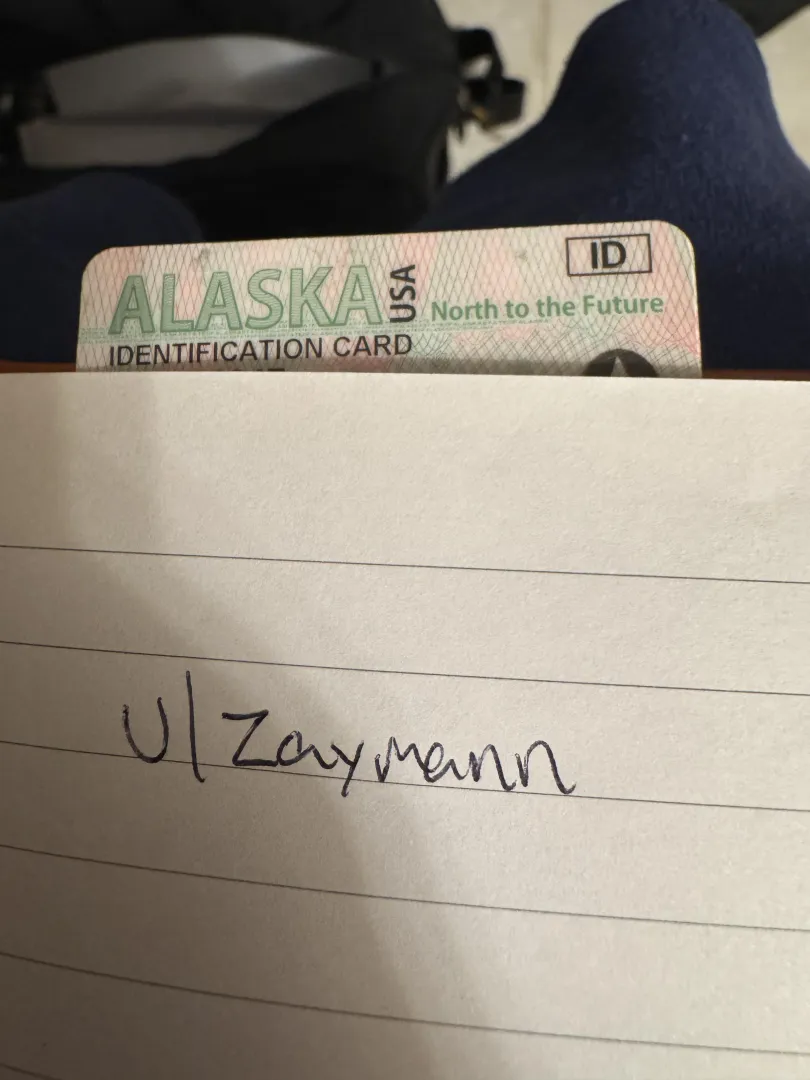 ALASKA USA North to the Future ID
IDENTIFICATION CARD
u/Zaymann